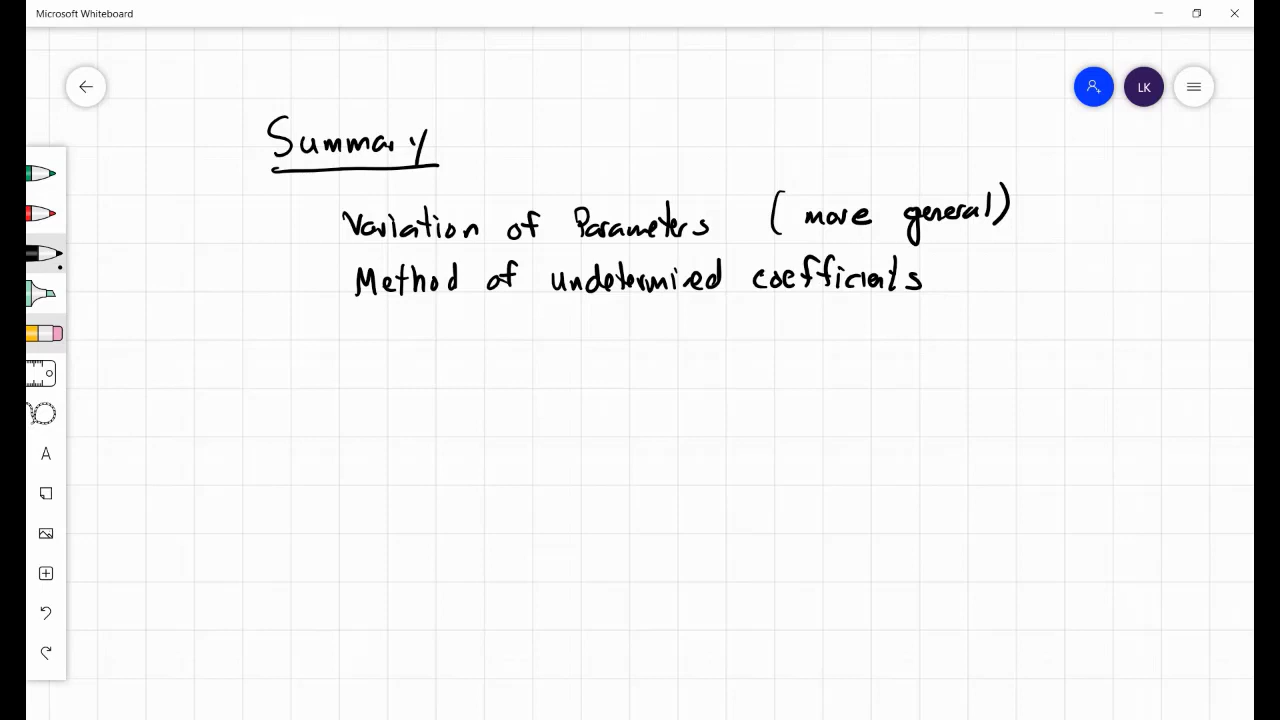 Microsoft Whiteboard
LK
Summary
Variation of Parameters (more general)
Method of undetermined coefficients
A